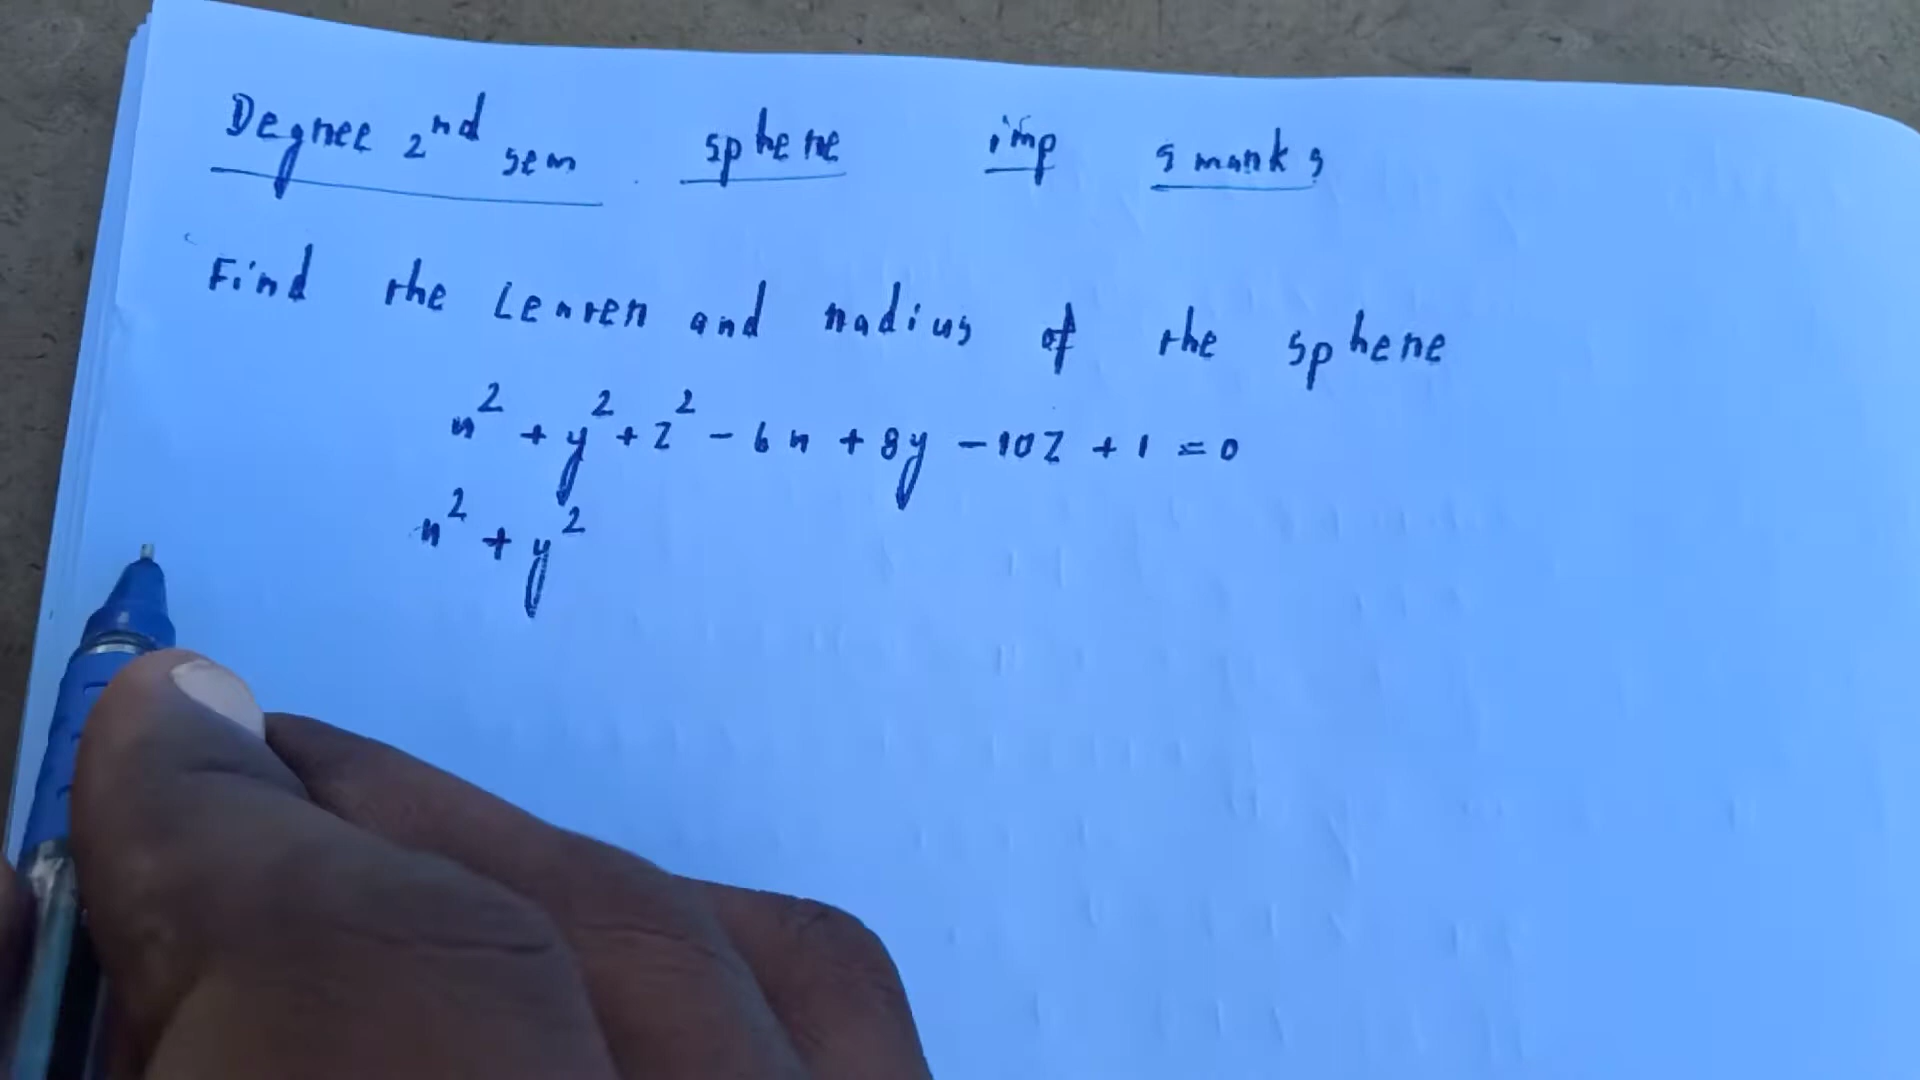 Degree 2nd sem sphere imp 5 marks
Find the centre and radius of the sphere
x² + y² + z² - 6x + 8y - 10z + 1 = 0
x² + y²